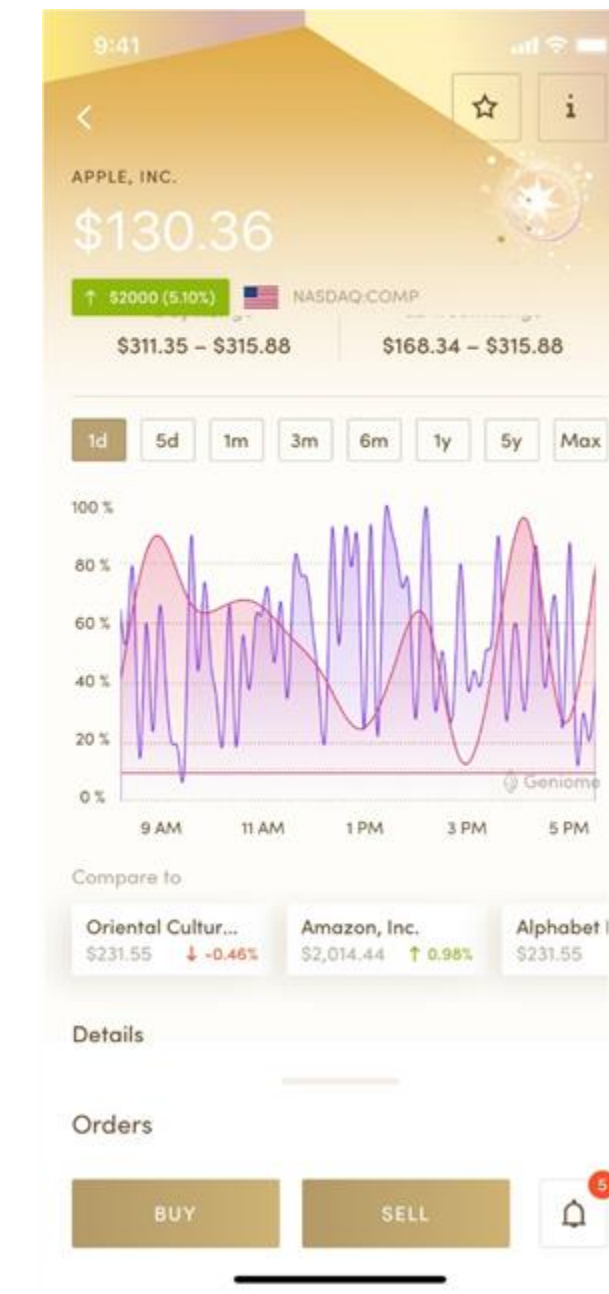 9:41
i
APPLE, INC.
$130.36
↑ $2000 (5.10%) NASDAQ:COMP
$311.35 – $315.88 $168.34 – $315.88
1d 5d 1m 3m 6m 1y 5y Max
100 %
80 %
60 %
40 %
20 %
Geniome
0 %
9 AM 11 AM 1 PM 3 PM 5 PM
Compare to
Oriental Cultur... Amazon, Inc. Alphabet
$231.55 ↓ -0.46% $2,014.44 ↑ 0.98% $231.55
Details
Orders
5
BUY SELL